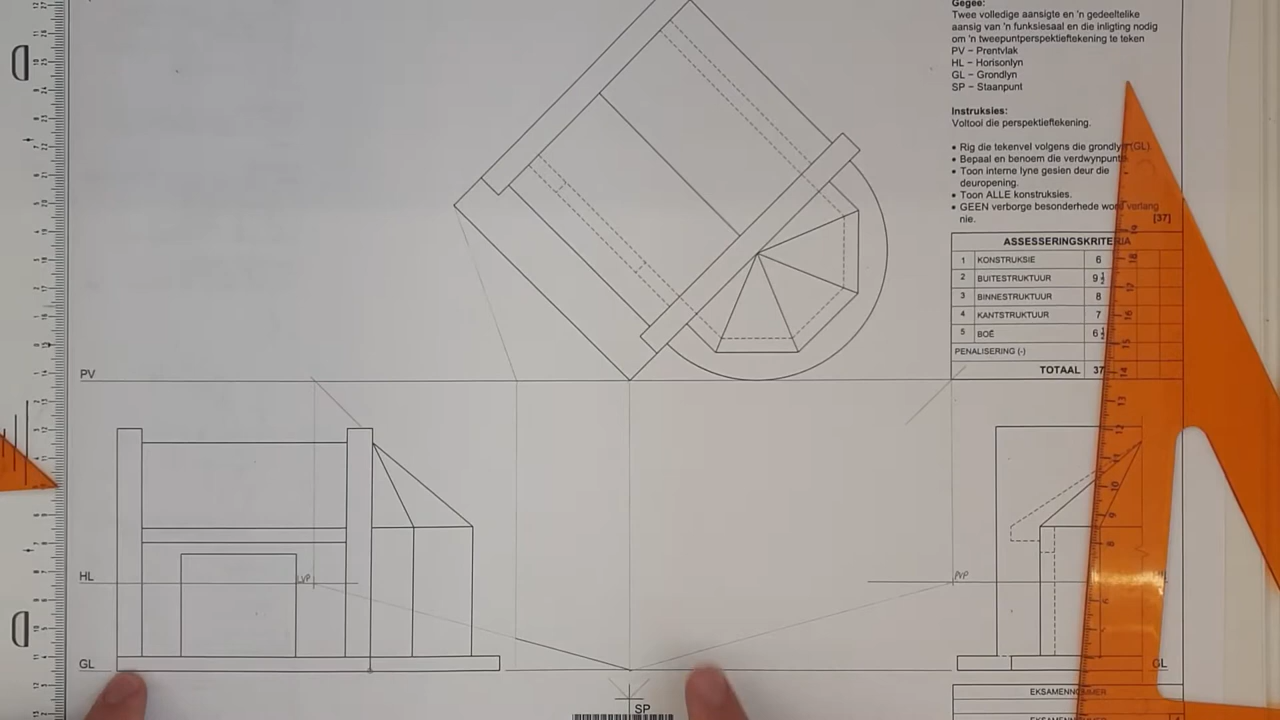 Gegee:
Twee volledige aansigte en 'n gedeeltelike
aansig van 'n funksiesaal en die inligting nodig
om 'n tweepuntperspektieftekening te teken
PV – Prentvlak
HL – Horisonlyn
GL – Grondlyn
SP – Staanpunt
Instruksies:
Voltooi die perspektieftekening.
• Rig die tekenvel volgens die grondlyn (GL).
• Bepaal en benoem die verdwynpunte.
• Toon interne lyne gesien deur die
deuropening.
• Toon ALLE konstruksies.
• GEEN verborge besonderhede word verlang
nie.
[37]
ASSESSERINGSKRITERIA
1 KONSTRUKSIE 6
2 BUITESTRUKTUUR 9½
3 BINNESTRUKTUUR 8
4 KANTSTRUKTUUR 7
5 BOË 6½
PENALISERING (-)
TOTAAL 37
PV
HL
LVP
GL
GL
SP
EKSAMENNOMMER
EKSAMENNOMMER